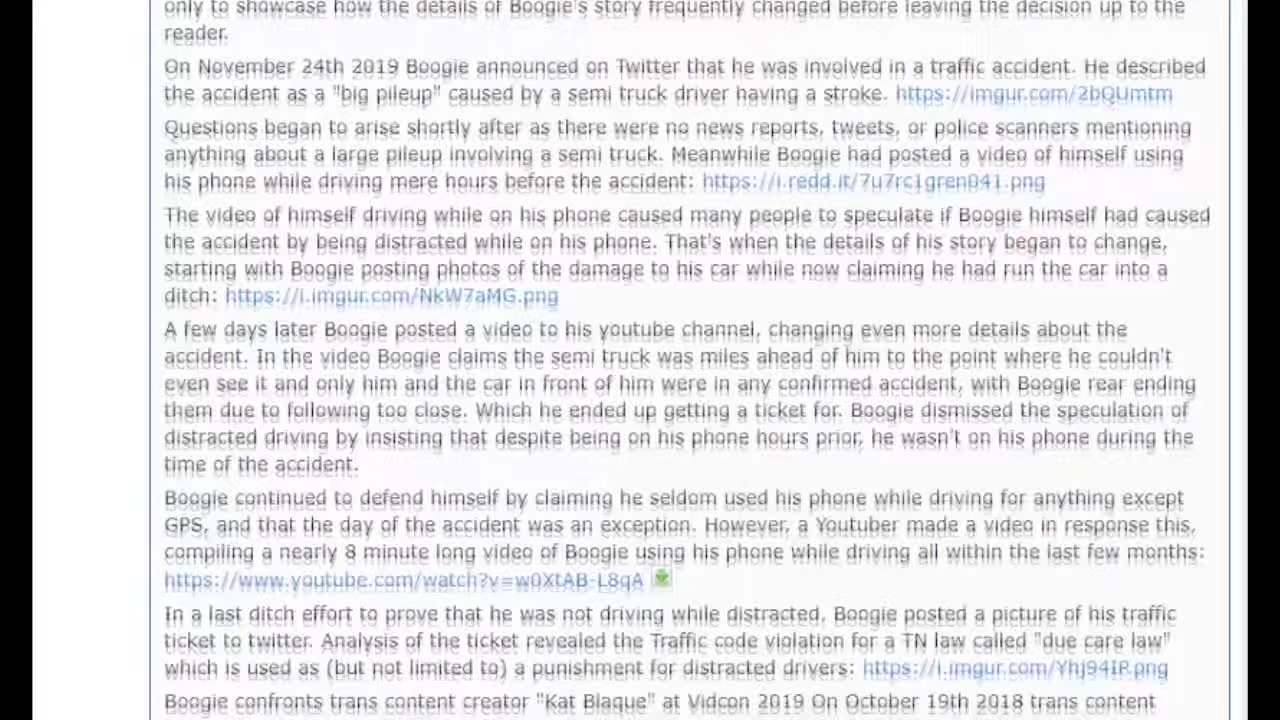 only to showcase how the details of Boogie's story frequently changed before leaving the decision up to the
reader.
On November 24th 2019 Boogie announced on Twitter that he was involved in a traffic accident. He described
the accident as a "big pileup" caused by a semi truck driver having a stroke. https://imgur.com/2bQUmtm
Questions began to arise shortly after as there were no news reports, tweets, or police scanners mentioning
anything about a large pileup involving a semi truck. Meanwhile Boogie had posted a video of himself using
his phone while driving mere hours before the accident: https://i.redd.it/7u7rc1gren041.png
The video of himself driving while on his phone caused many people to speculate if Boogie himself had caused
the accident by being distracted while on his phone. That's when the details of his story began to change,
starting with Boogie posting photos of the damage to his car while now claiming he had run the car into a
ditch: https://i.imgur.com/NkW7aMG.png
A few days later Boogie posted a video to his youtube channel, changing even more details about the
accident. In the video Boogie claims the semi truck was miles ahead of him to the point where he couldn't
even see it and only him and the car in front of him were in any confirmed accident, with Boogie rear ending
them due to following too close. Which he ended up getting a ticket for. Boogie dismissed the speculation of
distracted driving by insisting that despite being on his phone hours prior, he wasn't on his phone during the
time of the accident.
Boogie continued to defend himself by claiming he seldom used his phone while driving for anything except
GPS, and that the day of the accident was an exception. However, a Youtuber made a video in response this,
compiling a nearly 8 minute long video of Boogie using his phone while driving all within the last few months:
https://www.youtube.com/watch?v=w0XtAB-L8qA
In a last ditch effort to prove that he was not driving while distracted, Boogie posted a picture of his traffic
ticket to twitter. Analysis of the ticket revealed the Traffic code violation for a TN law called "due care law"
which is used as (but not limited to) a punishment for distracted drivers: https://i.imgur.com/Yhj94IR.png
Boogie confronts trans content creator "Kat Blaque" at Vidcon 2019 On October 19th 2018 trans content